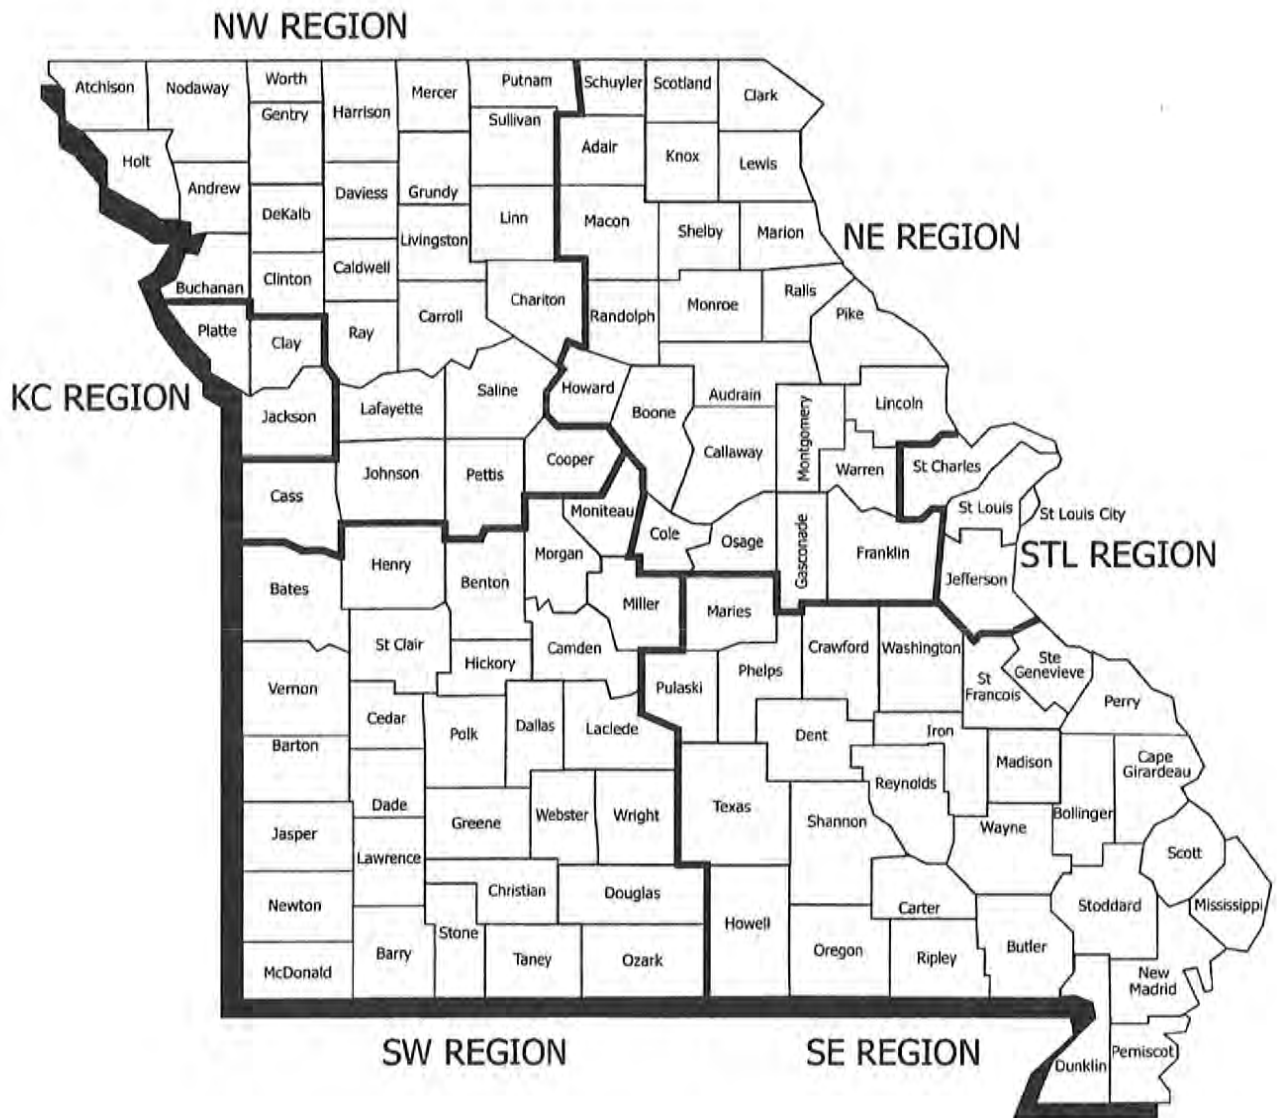 NW REGION
Atchison
Nodaway
Worth
Gentry
Harrison
Mercer
Putnam
Sullivan
Schuyler
Scotland
Clark
Adair
Knox
Lewis
Holt
Andrew
DeKalb
Daviess
Grundy
Linn
Macon
Shelby
Marion
NE REGION
Livingston
Buchanan
Clinton
Caldwell
Chariton
Randolph
Monroe
Ralls
Pike
Platte
Clay
Ray
Carroll
KC REGION
Jackson
Lafayette
Saline
Howard
Boone
Audrain
Lincoln
Montgomery
Callaway
Warren
St Charles
Cass
Johnson
Pettis
Cooper
Moniteau
Cole
Osage
Gasconade
Franklin
St Louis
St Louis City
STL REGION
Jefferson
Bates
Henry
Benton
Morgan
Miller
Maries
St Clair
Hickory
Camden
Crawford
Washington
Ste
Genevieve
St
Francois
Perry
Vernon
Cedar
Polk
Dallas
Laclede
Pulaski
Phelps
Dent
Iron
Madison
Cape
Girardeau
Barton
Dade
Greene
Webster
Wright
Texas
Shannon
Reynolds
Wayne
Bollinger
Jasper
Lawrence
Christian
Douglas
Scott
Mississippi
Newton
Stone
Howell
Carter
Stoddard
McDonald
Barry
Taney
Ozark
Oregon
Ripley
Butler
New
Madrid
SW REGION
SE REGION
Dunklin
Pemiscot